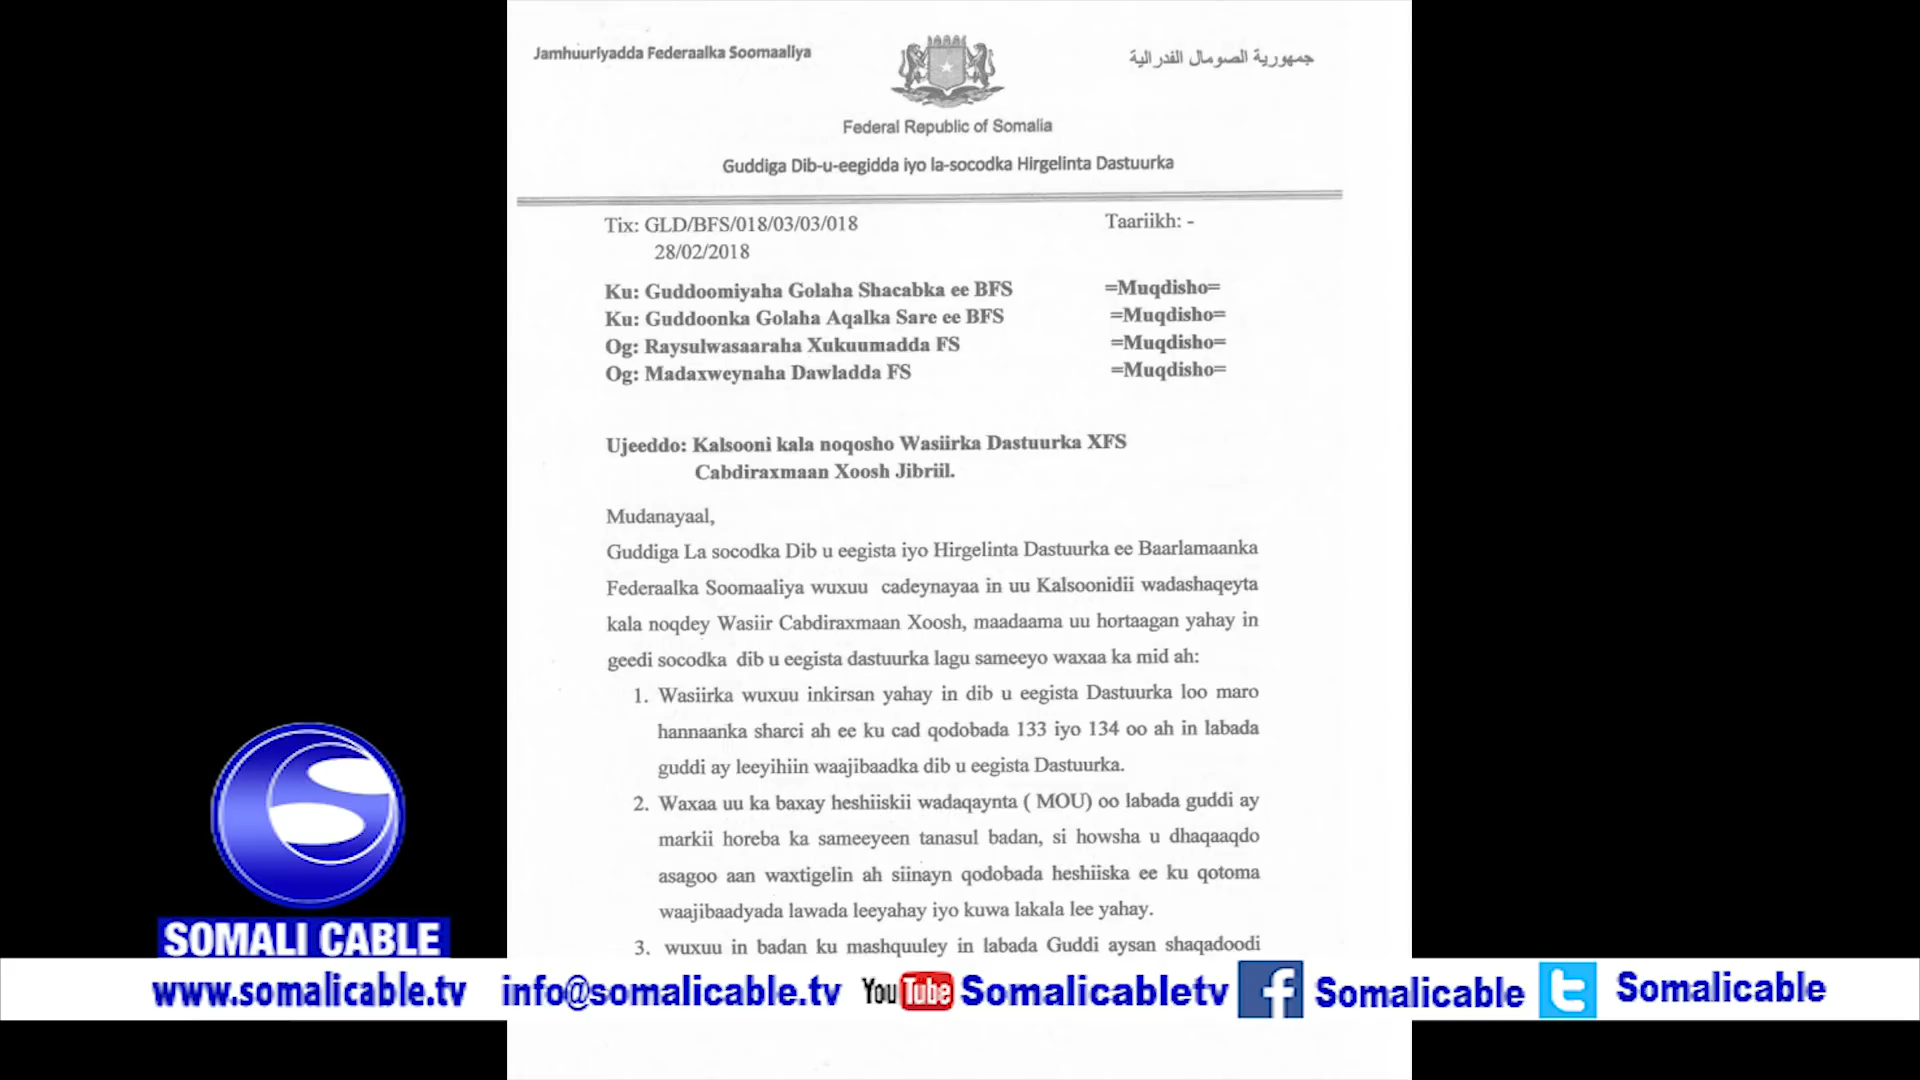 Jamhuuriyadda Federaalka Soomaaliya
جمهورية الصومال الفدرالية
Federal Republic of Somalia
Guddiga Dib-u-eegidda iyo la-socodka Hirgelinta Dastuurka
Tix: GLD/BFS/018/03/03/018 Taariikh: -
28/02/2018
Ku: Guddoomiyaha Golaha Shacabka ee BFS =Muqdisho=
Ku: Guddoonka Golaha Aqalka Sare ee BFS =Muqdisho=
Og: Raysulwasaaraha Xukuumadda FS =Muqdisho=
Og: Madaxweynaha Dawladda FS =Muqdisho=
Ujeeddo: Kalsooni kala noqosho Wasiirka Dastuurka XFS
Cabdiraxmaan Xoosh Jibriil.
Mudanayaal,
Guddiga La socodka Dib u eegista iyo Hirgelinta Dastuurka ee Baarlamaanka
Federaalka Soomaaliya wuxuu cadeynayaa in uu Kalsoonidii wadashaqeyta
kala noqdey Wasiir Cabdiraxmaan Xoosh, maadaama uu hortaagan yahay in
geedi socodka dib u eegista dastuurka lagu sameeyo waxaa ka mid ah:
1. Wasiirka wuxuu inkirsan yahay in dib u eegista Dastuurka loo maro
hannaanka sharci ah ee ku cad qodobada 133 iyo 134 oo ah in labada
guddi ay leeyihiin waajibaadka dib u eegista Dastuurka.
2. Waxaa uu ka baxay heshiiskii wadaqaynta ( MOU) oo labada guddi ay
markii horeba ka sameeyeen tanasul badan, si howsha u dhaqaaqdo
asagoo aan waxtigelin ah siinayn qodobada heshiiska ee ku qotoma
waajibaadyada lawada leeyahay iyo kuwa lakala lee yahay.
3. wuxuu in badan ku mashquuley in labada Guddi aysan shaqadoodi
SOMALI CABLE
www.somalicable.tv info@somalicable.tv YouTube Somalicabletv f Somalicable t Somalicable